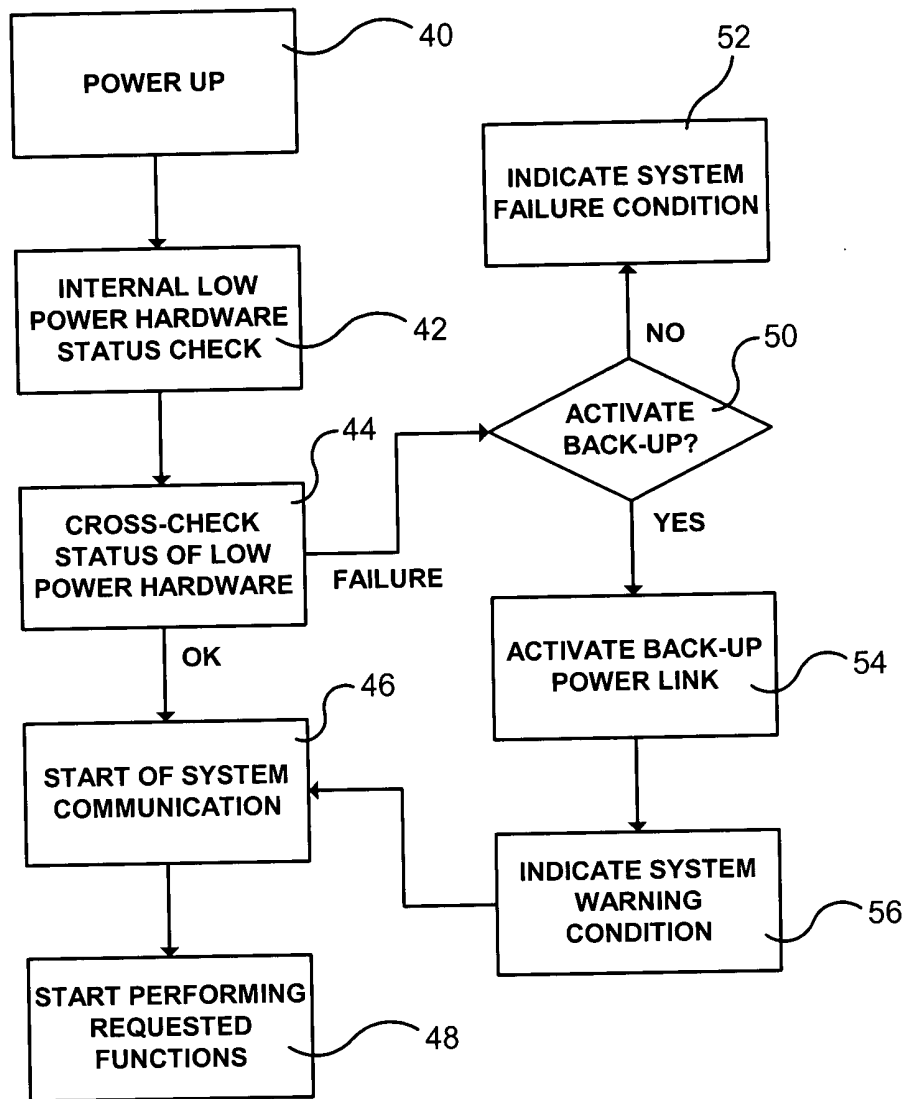 POWER UP
40
INTERNAL LOW
POWER HARDWARE
STATUS CHECK
42
CROSS-CHECK
STATUS OF LOW
POWER HARDWARE
44
FAILURE
OK
START OF SYSTEM
COMMUNICATION
46
START PERFORMING
REQUESTED
FUNCTIONS
48
52
INDICATE SYSTEM
FAILURE CONDITION
NO
50
ACTIVATE
BACK-UP?
YES
ACTIVATE BACK-UP
POWER LINK
54
INDICATE SYSTEM
WARNING
CONDITION
56